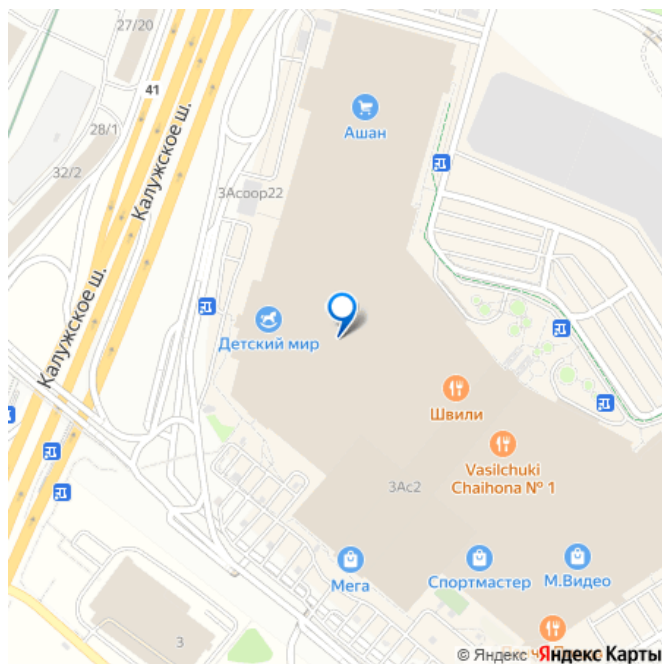 27/20
41
28/1
Ашан
32/2
Калужское ш.
3Асоор22
Калужское ш.
Детский мир
Швили
Vasilchuki
Chaihona № 1
3Ас2
Мега
Спортмастер
М.Видео
3
© Яндекс Яндекс Карты